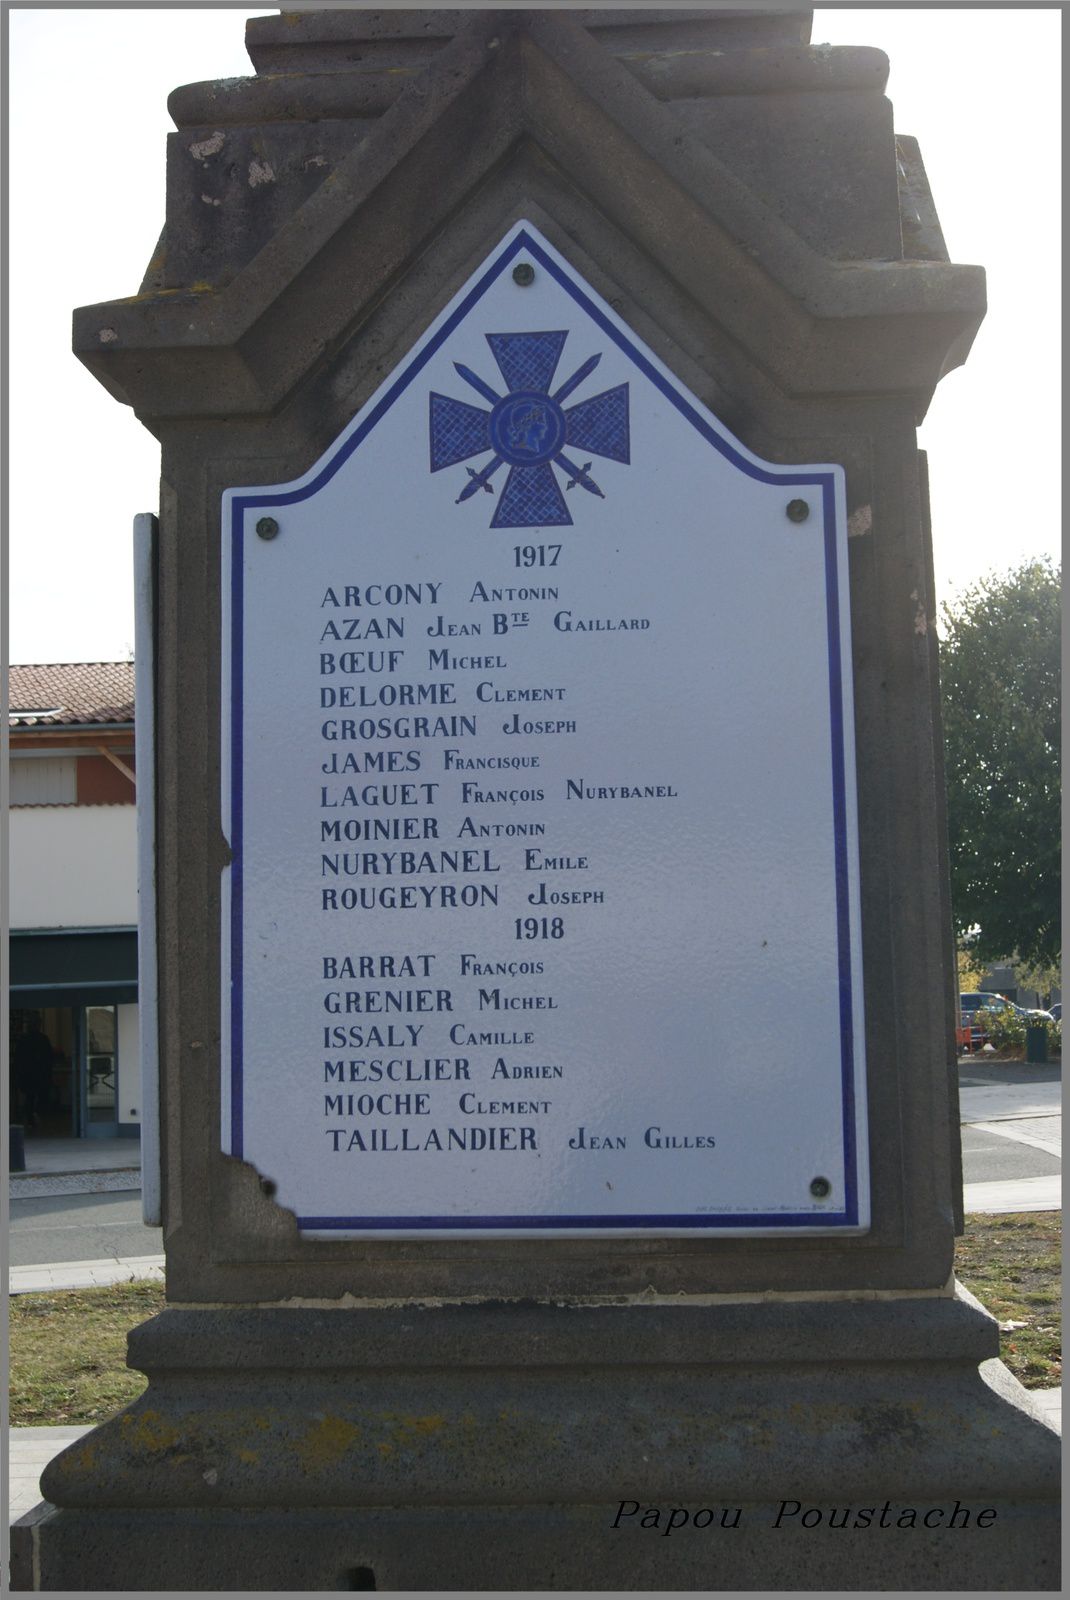 1917
ARCONY Antonin
AZAN Jean Bte Gaillard
BŒUF Michel
DELORME Clement
GROSGRAIN Joseph
JAMES Francisque
LAGUET François Nurybanel
MOINIER Antonin
NURYBANEL Emile
ROUGEYRON Joseph
1918
BARRAT François
GRENIER Michel
ISSALY Camille
MESCLIER Adrien
MIOCHE Clement
TAILLANDIER Jean Gilles
Papou Poustache